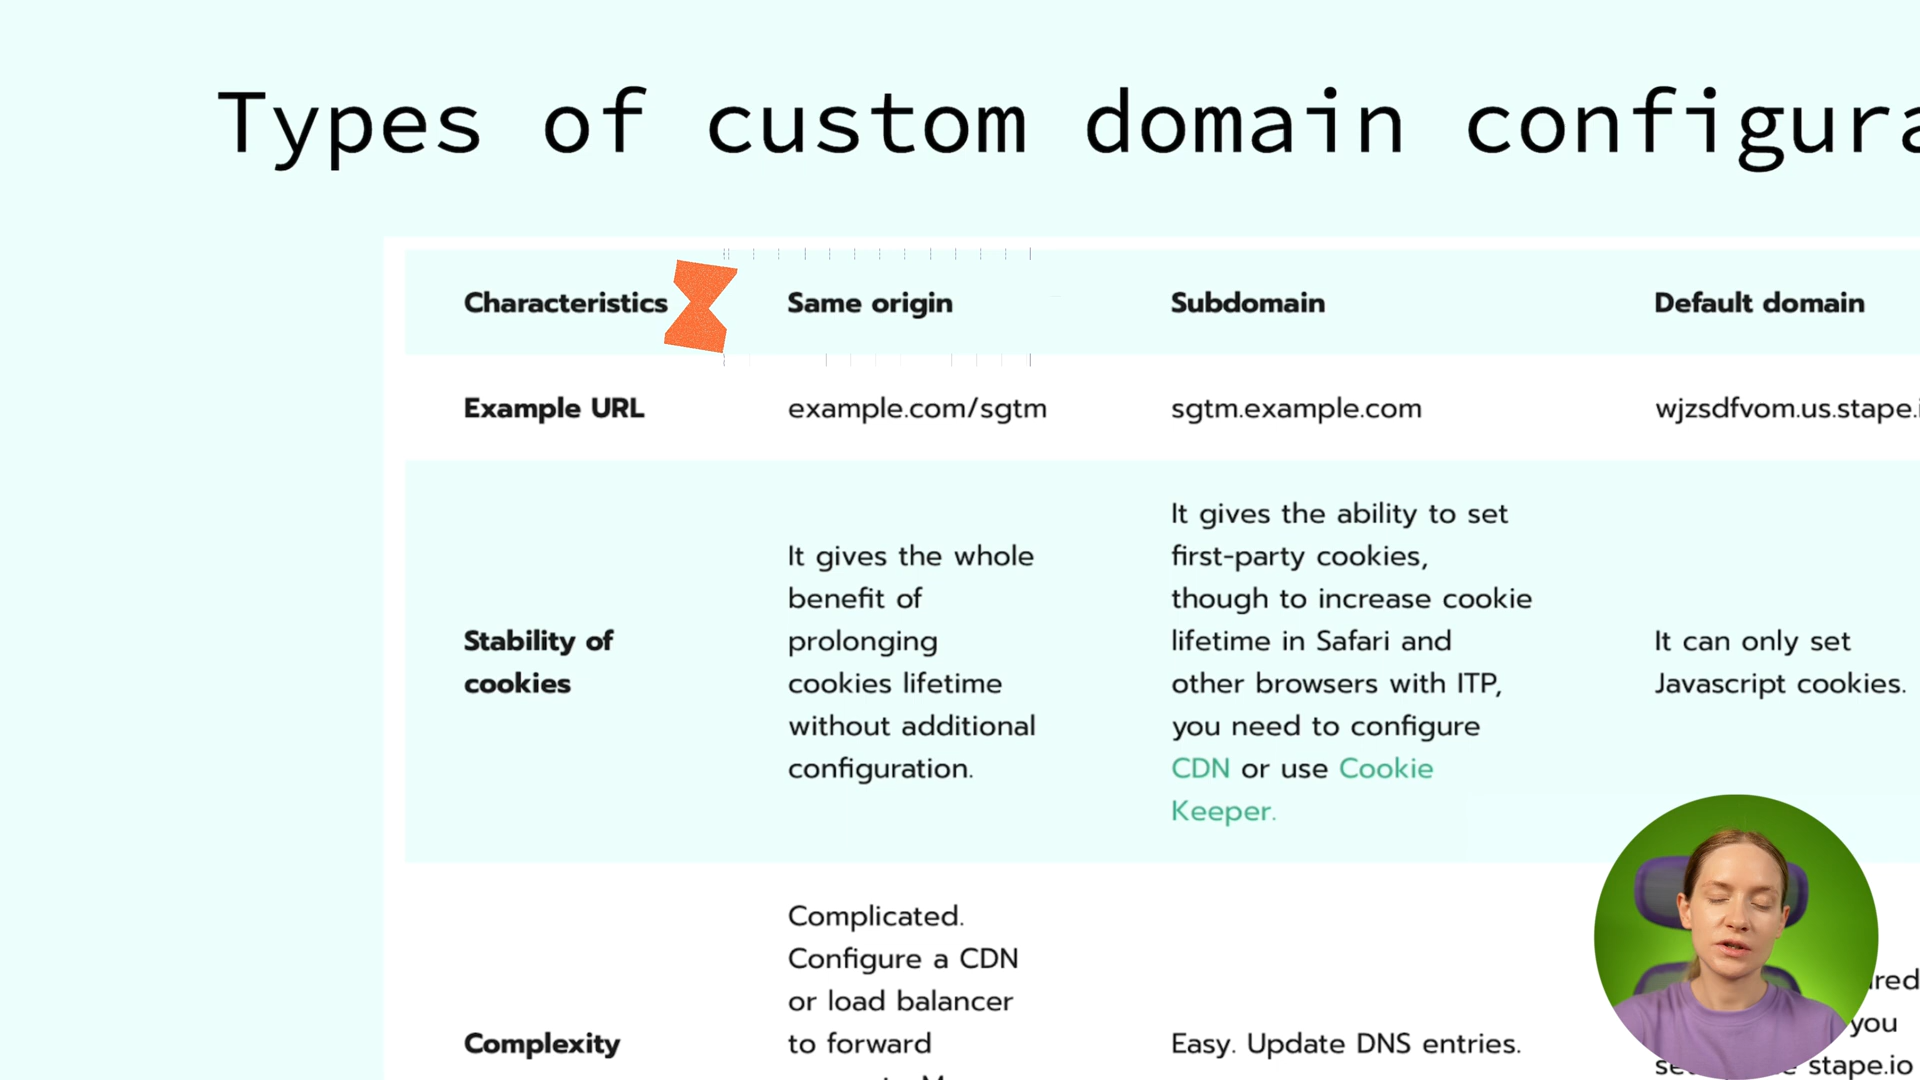 Types of custom domain configura
Characteristics
Same origin
Subdomain
Default domain
Example URL
example.com/sgtm
sgtm.example.com
wjzsdfvom.us.stape.i
Stability of
cookies
It gives the whole
benefit of
prolonging
cookies lifetime
without additional
configuration.
It gives the ability to set
first-party cookies,
though to increase cookie
lifetime in Safari and
other browsers with ITP,
you need to configure
CDN or use Cookie
Keeper.
It can only set
Javascript cookies.
Complexity
Complicated.
Configure a CDN
or load balancer
to forward
Easy. Update DNS entries.
you
stape.io